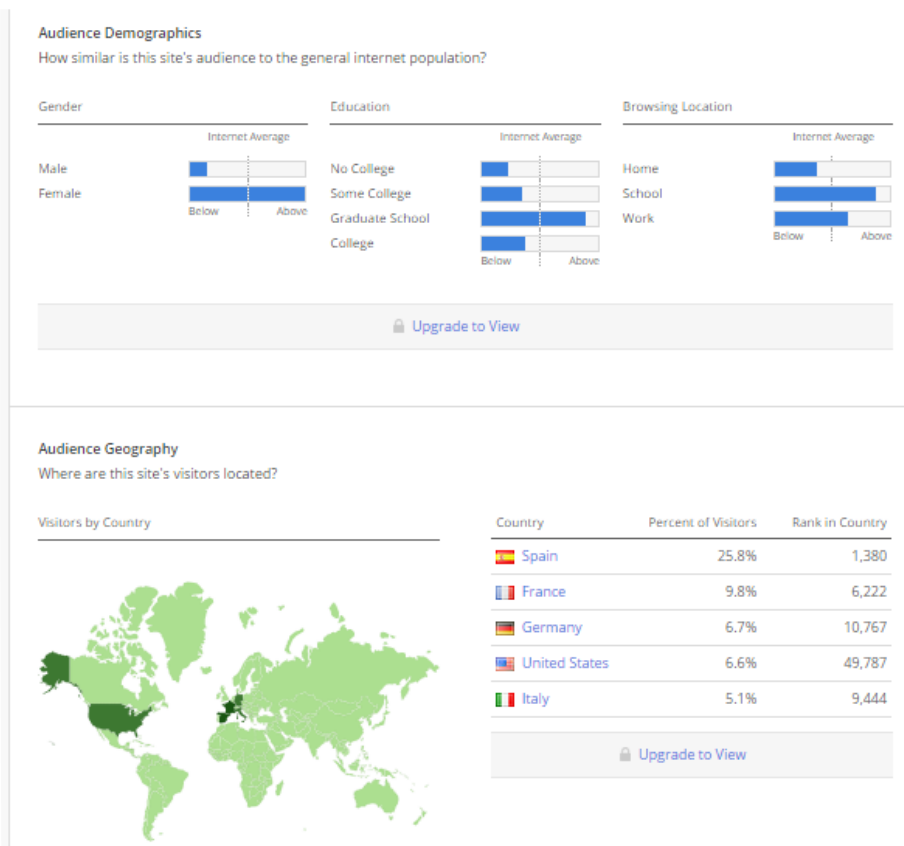 Audience Demographics
How similar is this site's audience to the general internet population?
Gender
Internet Average
Male
Female
Below Above
Education
Internet Average
No College
Some College
Graduate School
College
Below Above
Browsing Location
Internet Average
Home
School
Work
Below Above
Upgrade to View
Audience Geography
Where are this site's visitors located?
Visitors by Country
Country Percent of Visitors Rank in Country
Spain 25.8% 1,380
France 9.8% 6,222
Germany 6.7% 10,767
United States 6.6% 49,787
Italy 5.1% 9,444
Upgrade to View